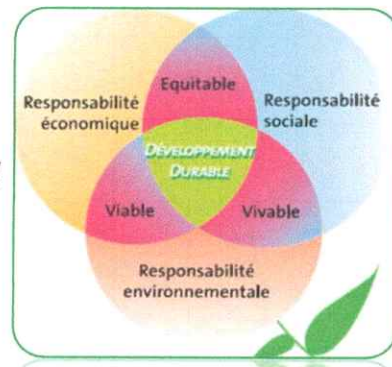 Equitable
Responsabilité
économique
Responsabilité
sociale
DÉVELOPPEMENT
DURABLE
Viable
Vivable
Responsabilité
environnementale